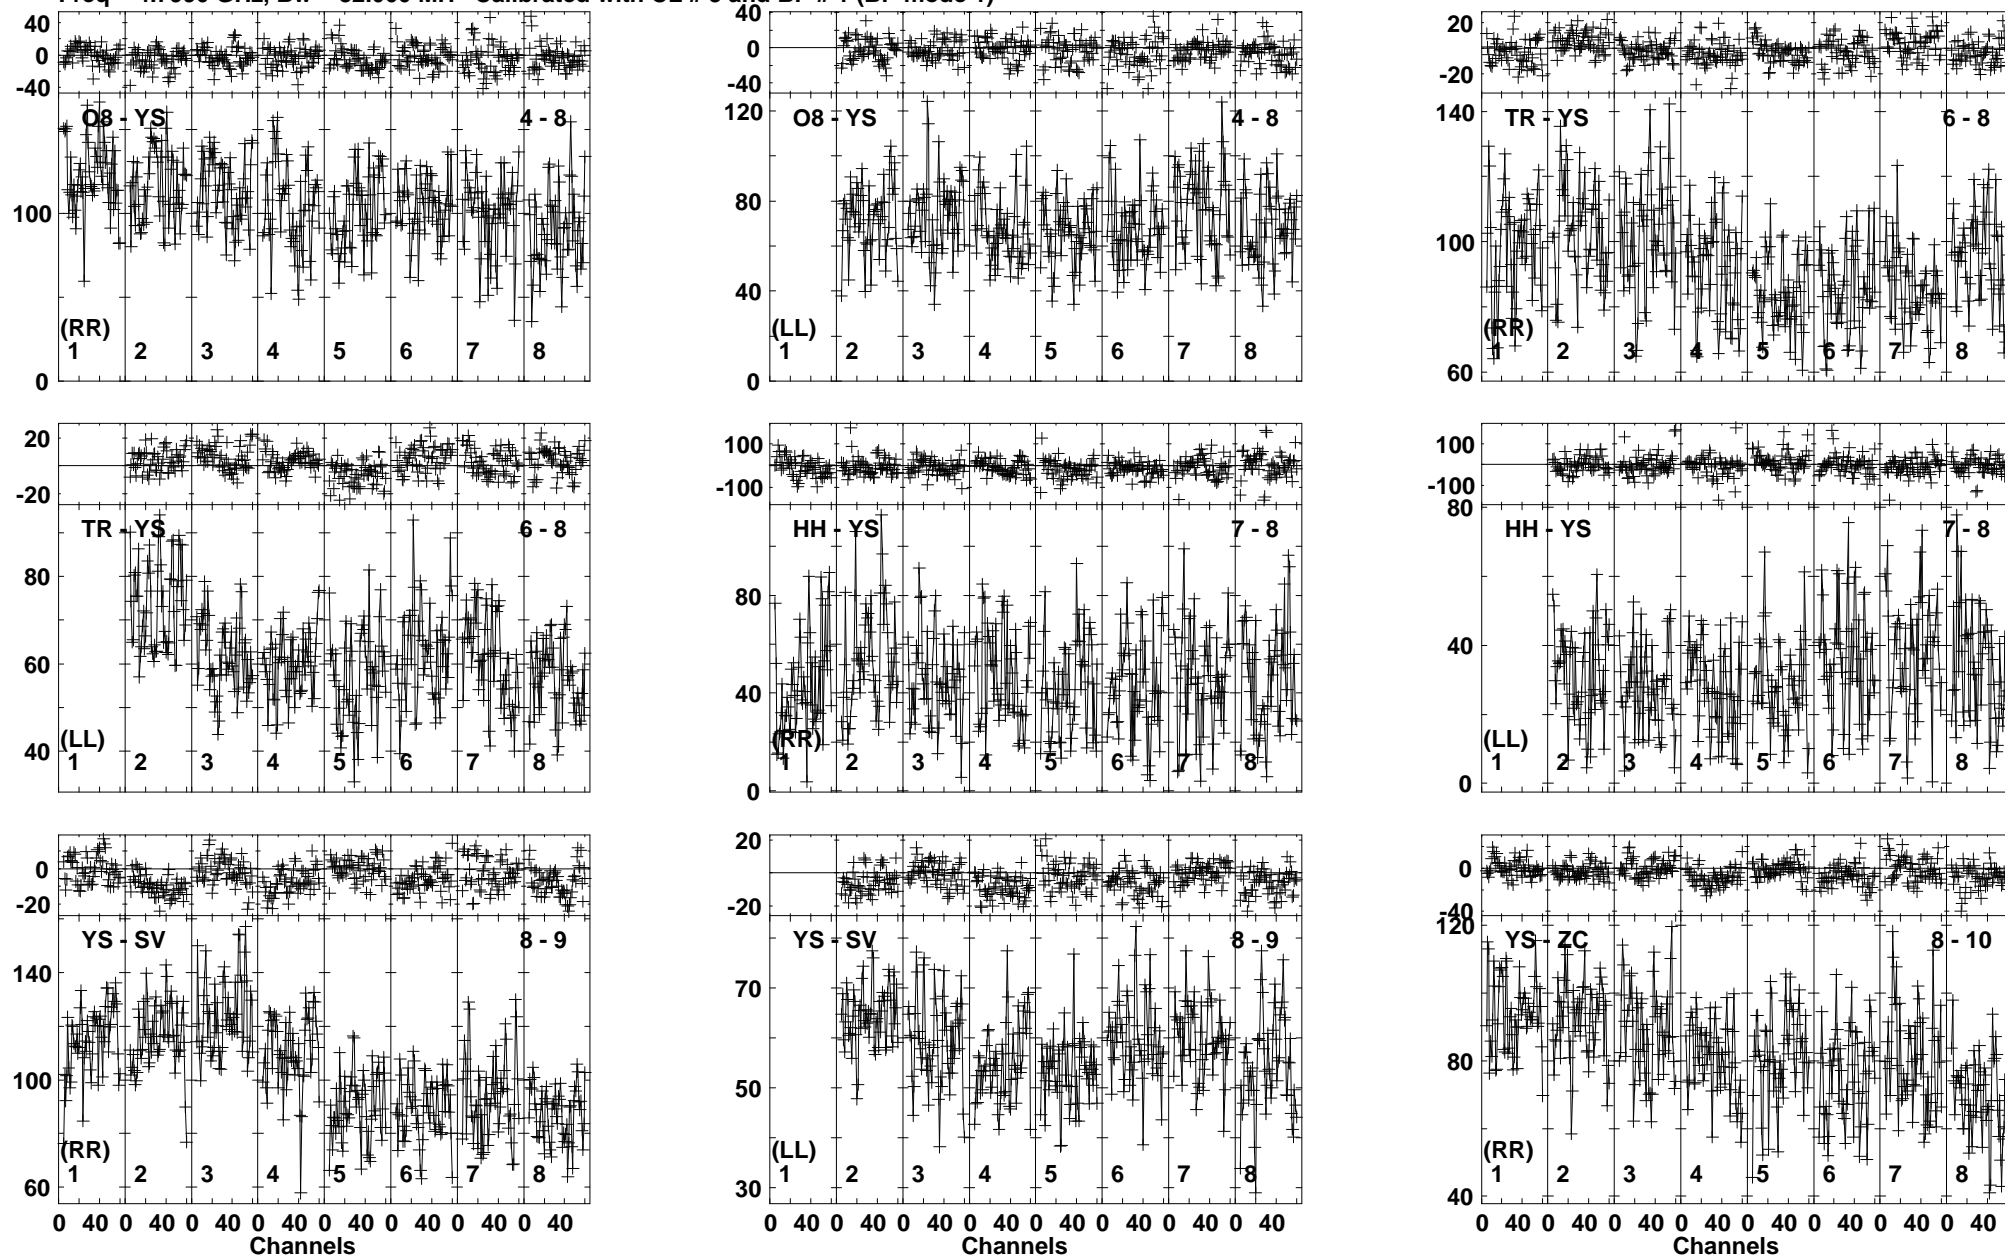 40 20 0 -20 -40
O8 - YS 4 - 8
100
0
(RR)
1 2 3 4 5 6 7 8
40 0 -40
O8 - YS 4 - 8
120 80 40 0
(LL)
1 2 3 4 5 6 7 8
20 0 -20
TR - YS 6 - 8
140 100 60
(RR)
1 2 3 4 5 6 7 8
20 -20
TR - YS 6 - 8
80 60 40
(LL)
1 2 3 4 5 6 7 8
100 -100
HH - YS 7 - 8
80 40 0
(RR)
1 2 3 4 5 6 7 8
100 -100
HH - YS 7 - 8
80 40 0
(LL)
1 2 3 4 5 6 7 8
0 -20
YS - SV 8 - 9
140 100 60
(RR)
1 2 3 4 5 6 7 8
0 40 0 40 0 40 0 40 0 40 0 40 0 40 0 40
Channels
20 0 -20
YS - SV 8 - 9
70 50 30
(LL)
1 2 3 4 5 6 7 8
0 40 0 40 0 40 0 40 0 40 0 40 0 40 0 40
Channels
0 -40
YS - ZC 8 - 10
120 80 40
(RR)
1 2 3 4 5 6 7 8
0 40 0 40 0 40 0 40 0 40 0 40 0 40 0 40
Channels